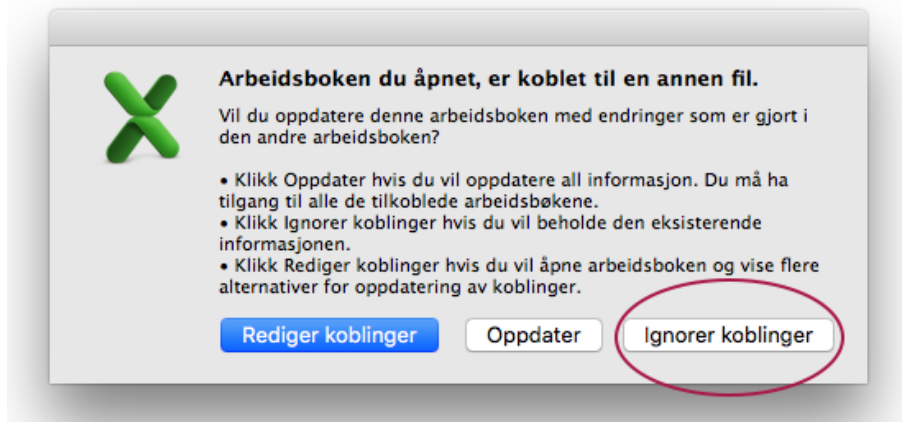 Arbeidsboken du åpnet, er koblet til en annen fil.
Vil du oppdatere denne arbeidsboken med endringer som er gjort i
den andre arbeidsboken?
• Klikk Oppdater hvis du vil oppdatere all informasjon. Du må ha
tilgang til alle de tilkoblede arbeidsbøkene.
• Klikk Ignorer koblinger hvis du vil beholde den eksisterende
informasjonen.
• Klikk Rediger koblinger hvis du vil åpne arbeidsboken og vise flere
alternativer for oppdatering av koblinger.
Rediger koblinger Oppdater Ignorer koblinger